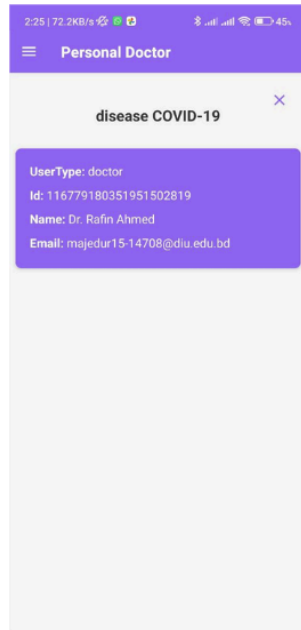 2:25 | 72.2KB/s 45%
Personal Doctor
disease COVID-19
UserType: doctor
Id: 116779180351951502819
Name: Dr. Rafin Ahmed
Email: majedur15-14708@diu.edu.bd